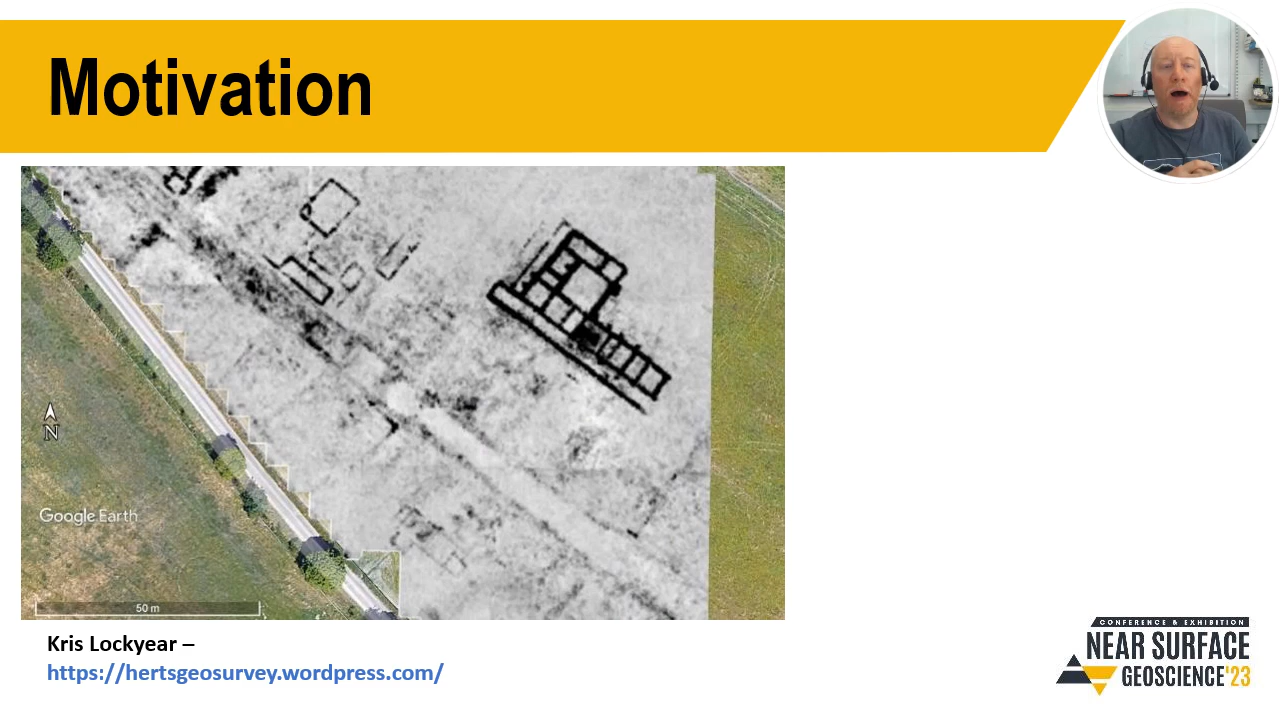 Motivation
N
Google Earth
50 m
Kris Lockyear –
https://hertsgeosurvey.wordpress.com/
CONFERENCE & EXHIBITION
NEAR SURFACE
GEOSCIENCE'23